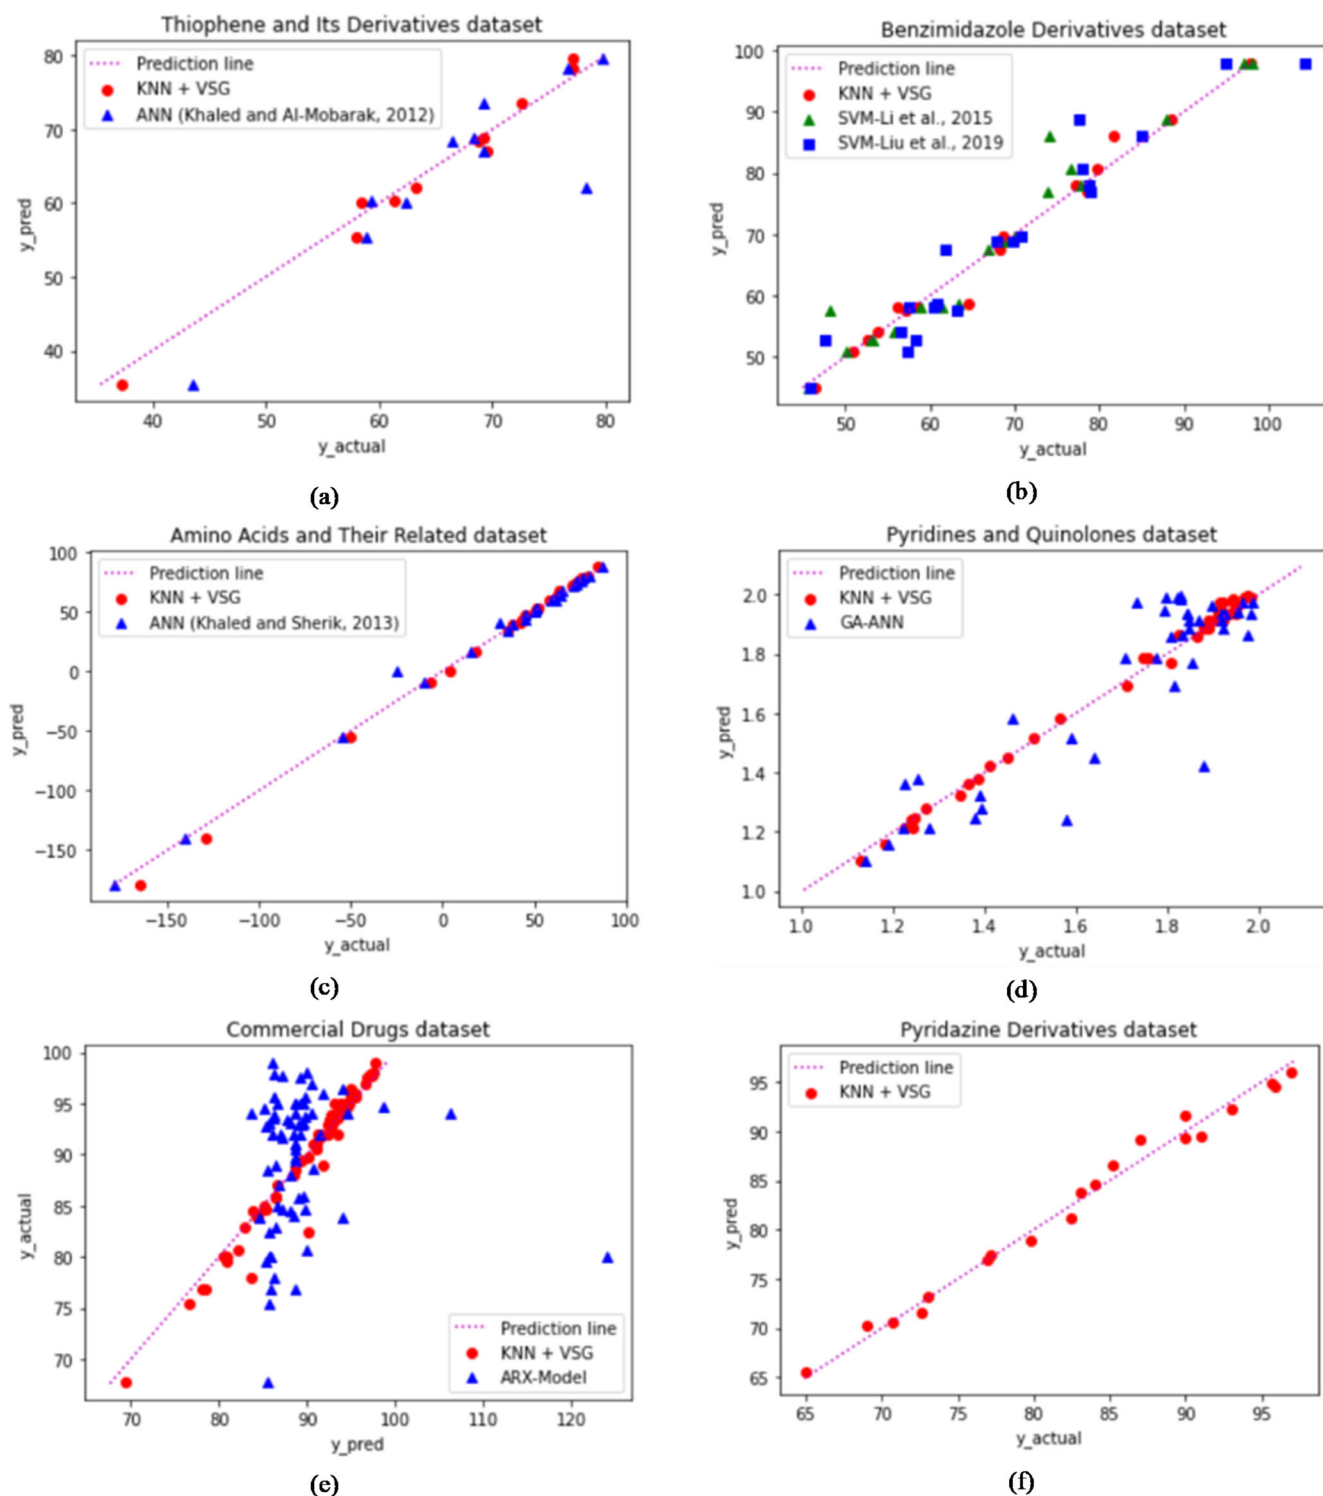 Thiophene and Its Derivatives dataset
Prediction line
KNN + VSG
ANN (Khaled and Al-Mobarak, 2012)
80
70
60
50
40
y_pred
40 50 60 70 80
y_actual
(a)
Benzimidazole Derivatives dataset
Prediction line
KNN + VSG
SVM-Li et al., 2015
SVM-Liu et al., 2019
100
90
80
70
60
50
y_pred
50 60 70 80 90 100
y_actual
(b)
Amino Acids and Their Related dataset
Prediction line
KNN + VSG
ANN (Khaled and Sherik, 2013)
100
50
0
−50
−100
−150
y_pred
−150 −100 −50 0 50 100
y_actual
(c)
Pyridines and Quinolones dataset
Prediction line
KNN + VSG
GA-ANN
2.0
1.8
1.6
1.4
1.2
1.0
y_pred
1.0 1.2 1.4 1.6 1.8 2.0
y_actual
(d)
Commercial Drugs dataset
100
95
90
85
80
75
70
y_actual
Prediction line
KNN + VSG
ARX-Model
70 80 90 100 110 120
y_pred
(e)
Pyridazine Derivatives dataset
Prediction line
KNN + VSG
95
90
85
80
75
70
65
y_pred
65 70 75 80 85 90 95
y_actual
(f)